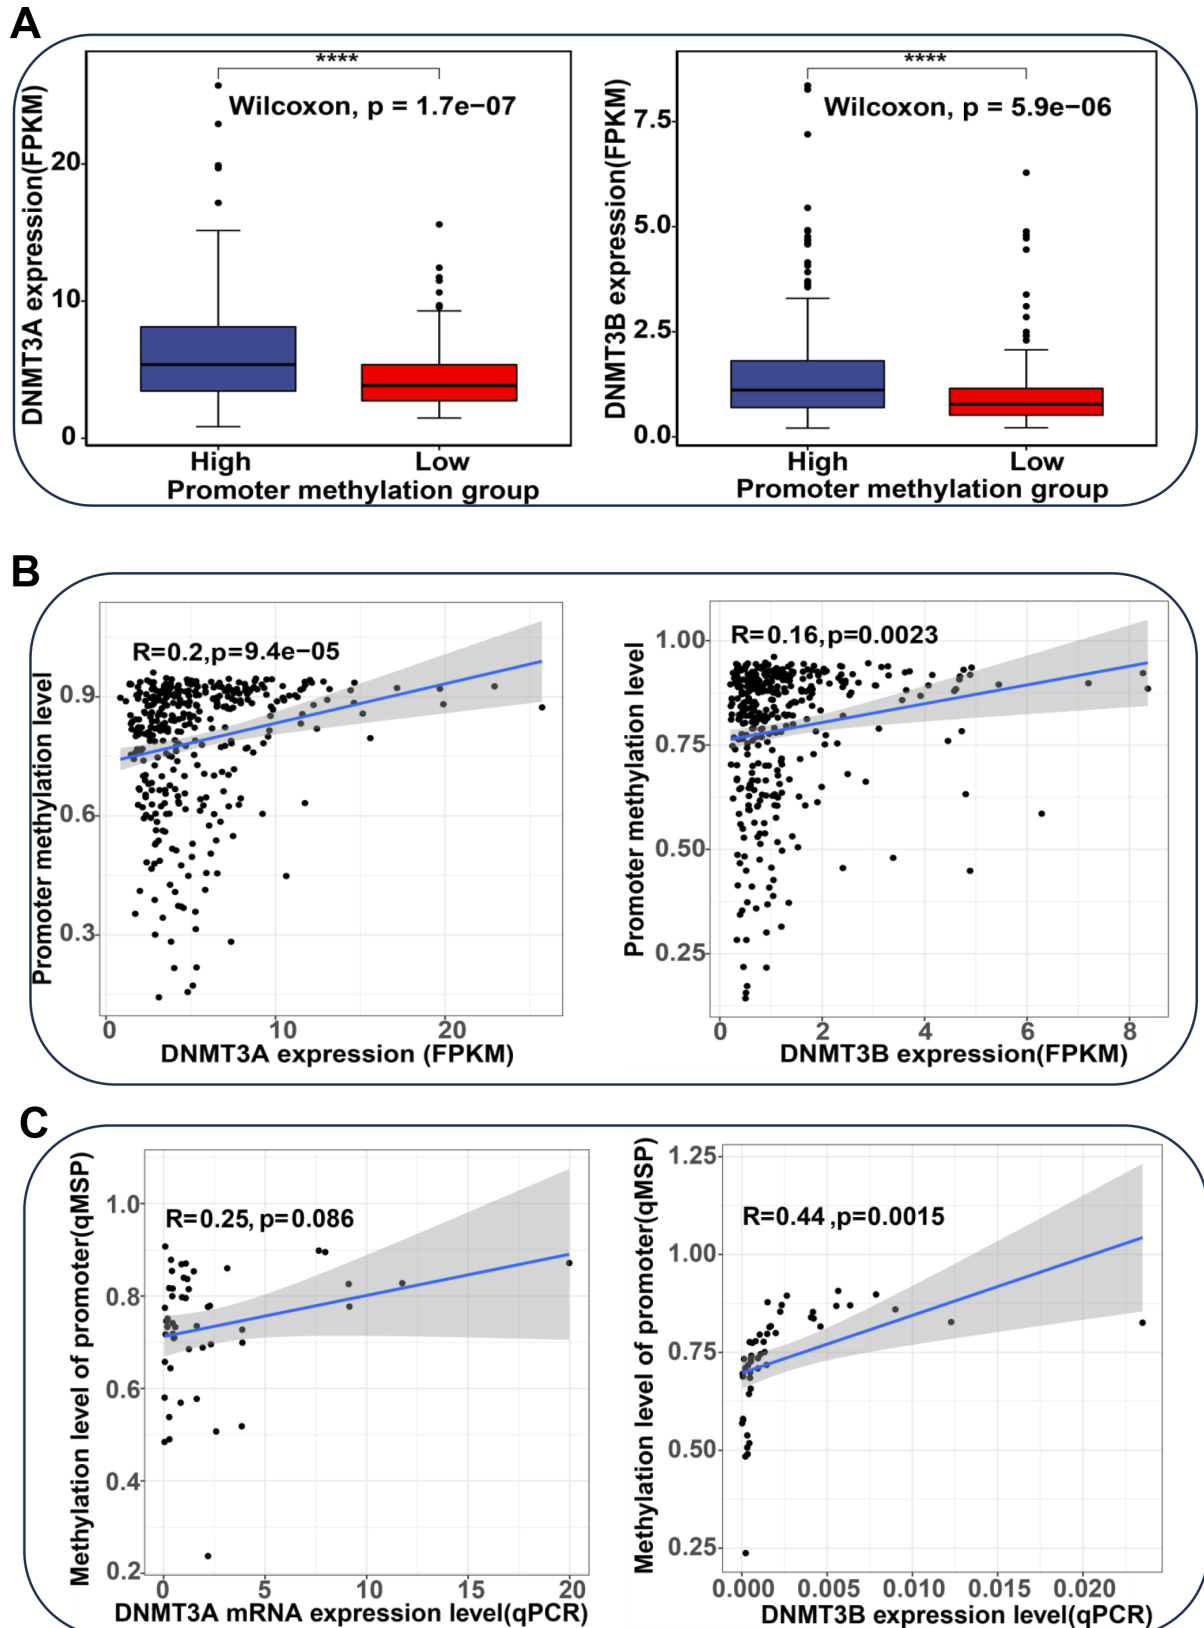 A
****
Wilcoxon, p = 1.7e−07
DNMT3A expression(FPKM)
20
10
0
High
Low
Promoter methylation group
****
Wilcoxon, p = 5.9e−06
DNMT3B expression(FPKM)
7.5
5.0
2.5
0.0
High
Low
Promoter methylation group
B
R=0.2,p=9.4e−05
Promoter methylation level
0.9
0.6
0.3
0
10
20
DNMT3A expression (FPKM)
R=0.16,p=0.0023
Promoter methylation level
1.00
0.75
0.50
0.25
0
2
4
6
8
DNMT3B expression(FPKM)
C
R=0.25, p=0.086
Methylation level of promoter(qMSP)
1.0
0.8
0.6
0.4
0.2
0
5
10
15
20
DNMT3A mRNA expression level(qPCR)
R=0.44 ,p=0.0015
Methylation level of promoter(qMSP)
1.25
1.00
0.75
0.50
0.25
0.000
0.005
0.010
0.015
0.020
DNMT3B expression level(qPCR)